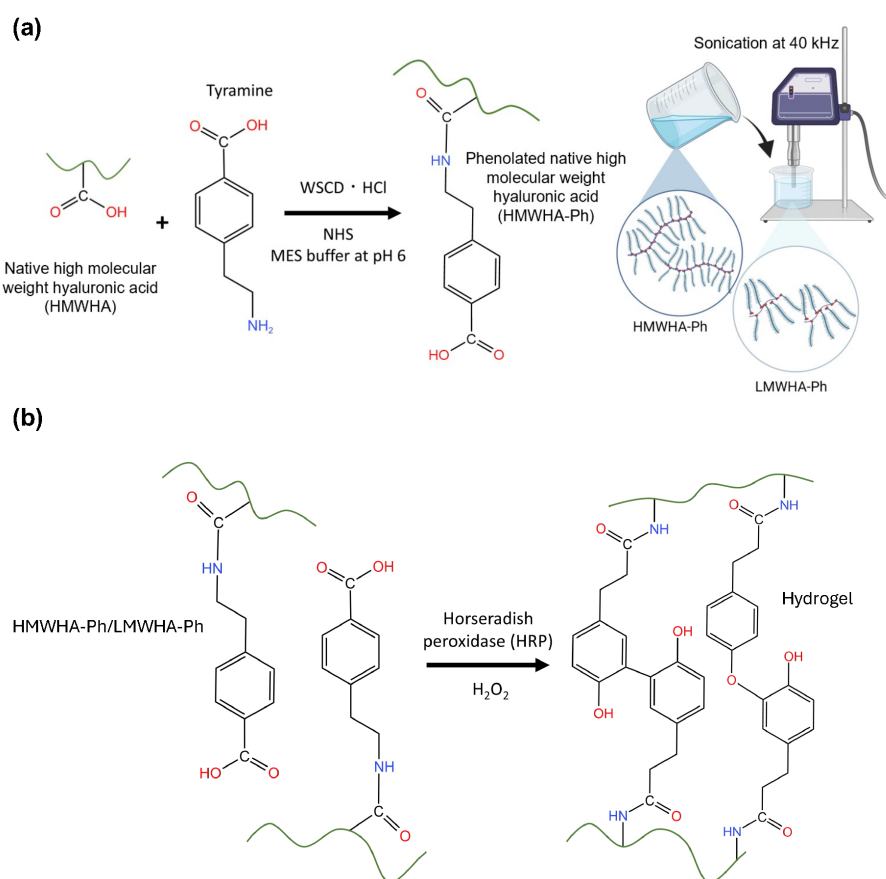 (a)
Tyramine
O
OH
NH2
C
O
OH
C
Native high molecular
weight hyaluronic acid
(HMWHA)
+
WSCD・HCl
NHS
MES buffer at pH 6
O
C
HN
Phenolated native high
molecular weight
hyaluronic acid
(HMWHA-Ph)
HO
C
O
Sonication at 40 kHz
HMWHA-Ph
LMWHA-Ph
(b)
HMWHA-Ph/LMWHA-Ph
O
C
HN
HO
C
O
O
C
OH
NH
C
O
Horseradish
peroxidase (HRP)
H₂O₂
O
C
NH
OH
OH
HN
C
O
O
C
NH
O
OH
HN
C
O
Hydrogel